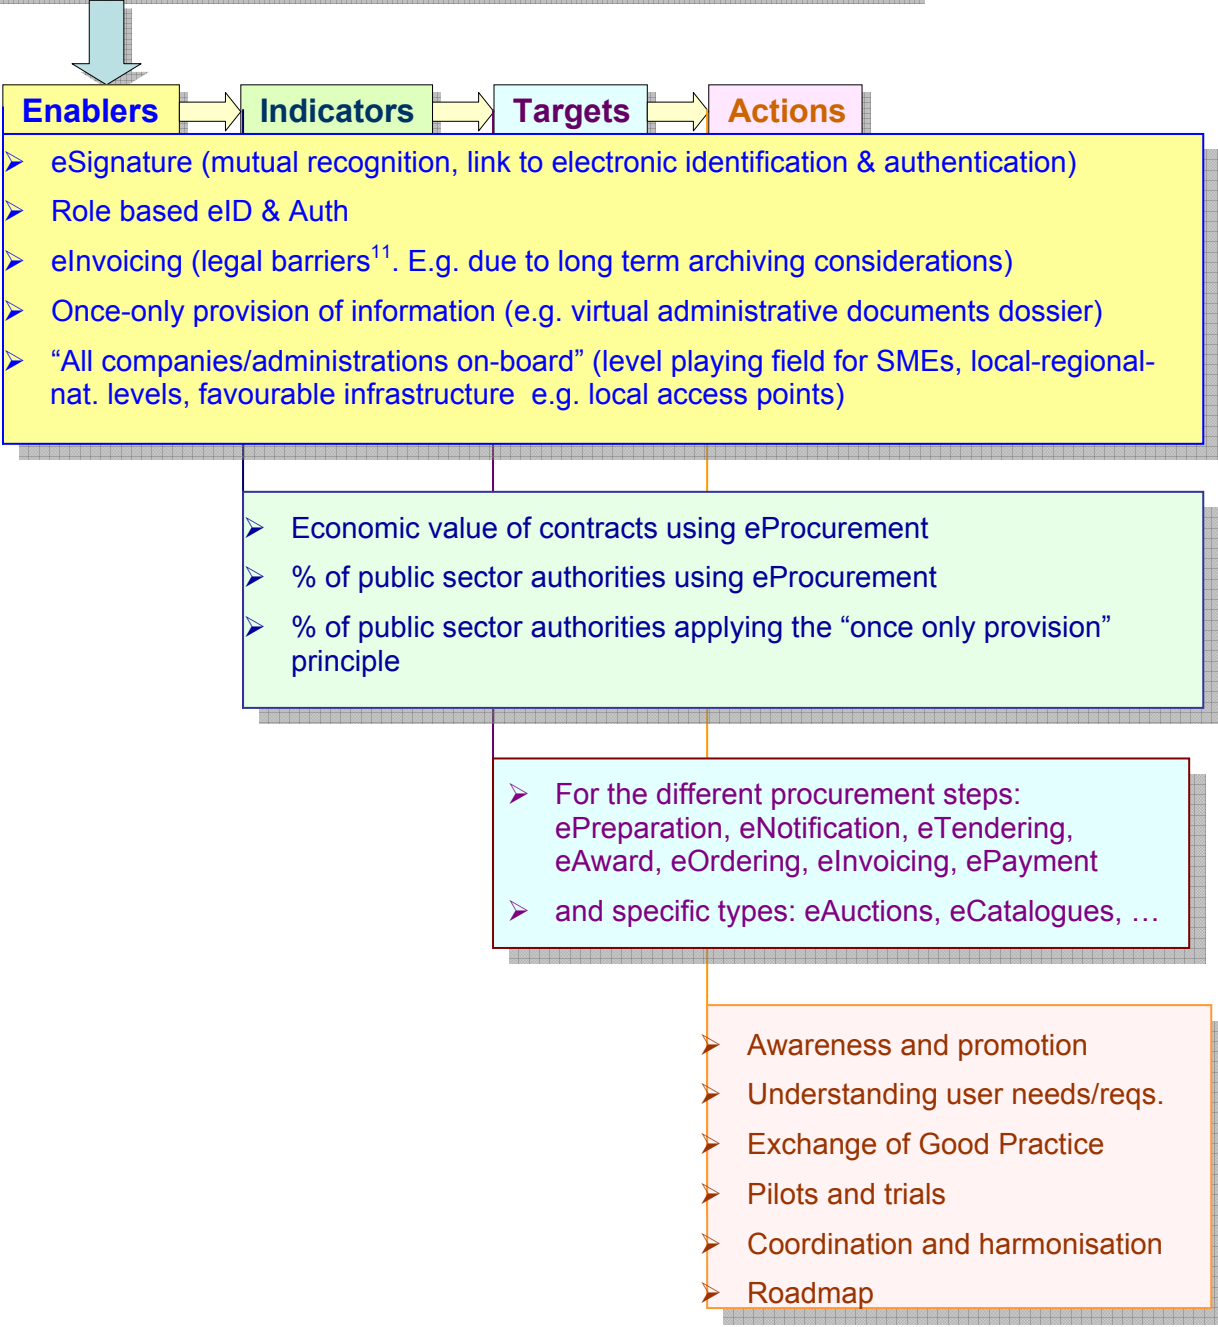 Enablers Indicators Targets Actions
➢ eSignature (mutual recognition, link to electronic identification & authentication)
➢ Role based eID & Auth
➢ eInvoicing (legal barriers11. E.g. due to long term archiving considerations)
➢ Once-only provision of information (e.g. virtual administrative documents dossier)
➢ “All companies/administrations on-board” (level playing field for SMEs, local-regional-
nat. levels, favourable infrastructure e.g. local access points)
➢ Economic value of contracts using eProcurement
➢ % of public sector authorities using eProcurement
➢ % of public sector authorities applying the “once only provision”
principle
➢ For the different procurement steps:
ePreparation, eNotification, eTendering,
eAward, eOrdering, eInvoicing, ePayment
➢ and specific types: eAuctions, eCatalogues, …
➢ Awareness and promotion
➢ Understanding user needs/reqs.
➢ Exchange of Good Practice
➢ Pilots and trials
➢ Coordination and harmonisation
➢ Roadmap